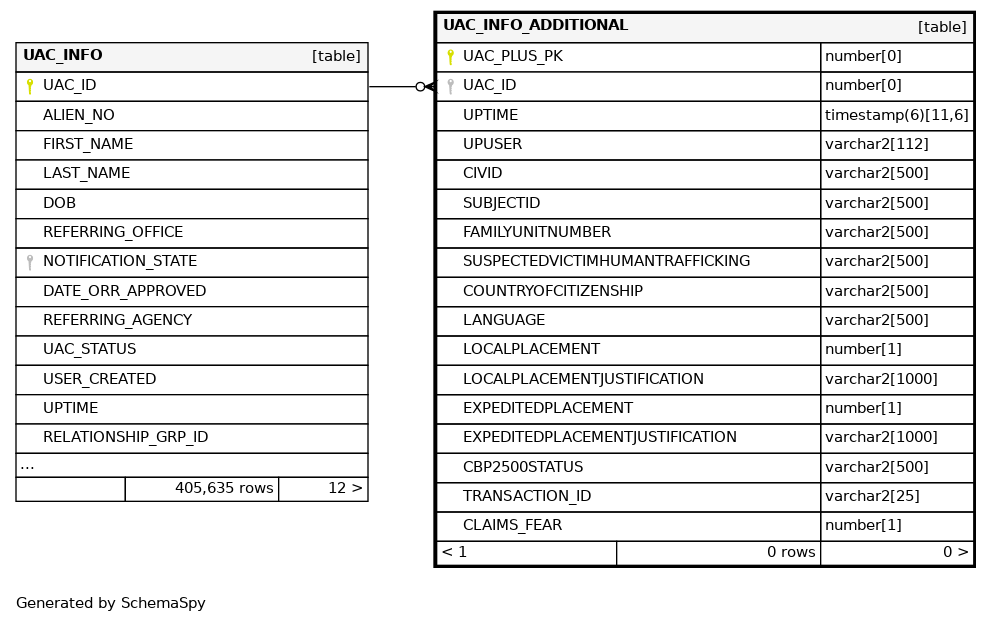 UAC_INFO [table]
UAC_ID
ALIEN_NO
FIRST_NAME
LAST_NAME
DOB
REFERRING_OFFICE
NOTIFICATION_STATE
DATE_ORR_APPROVED
REFERRING_AGENCY
UAC_STATUS
USER_CREATED
UPTIME
RELATIONSHIP_GRP_ID
...
405,635 rows 12 >
UAC_INFO_ADDITIONAL [table]
UAC_PLUS_PK number[0]
UAC_ID number[0]
UPTIME timestamp(6)[11,6]
UPUSER varchar2[112]
CIVID varchar2[500]
SUBJECTID varchar2[500]
FAMILYUNITNUMBER varchar2[500]
SUSPECTEDVICTIMHUMANTRAFFICKING varchar2[500]
COUNTRYOFCITIZENSHIP varchar2[500]
LANGUAGE varchar2[500]
LOCALPLACEMENT number[1]
LOCALPLACEMENTJUSTIFICATION varchar2[1000]
EXPEDITEDPLACEMENT number[1]
EXPEDITEDPLACEMENTJUSTIFICATION varchar2[1000]
CBP2500STATUS varchar2[500]
TRANSACTION_ID varchar2[25]
CLAIMS_FEAR number[1]
< 1 0 rows 0 >
Generated by SchemaSpy